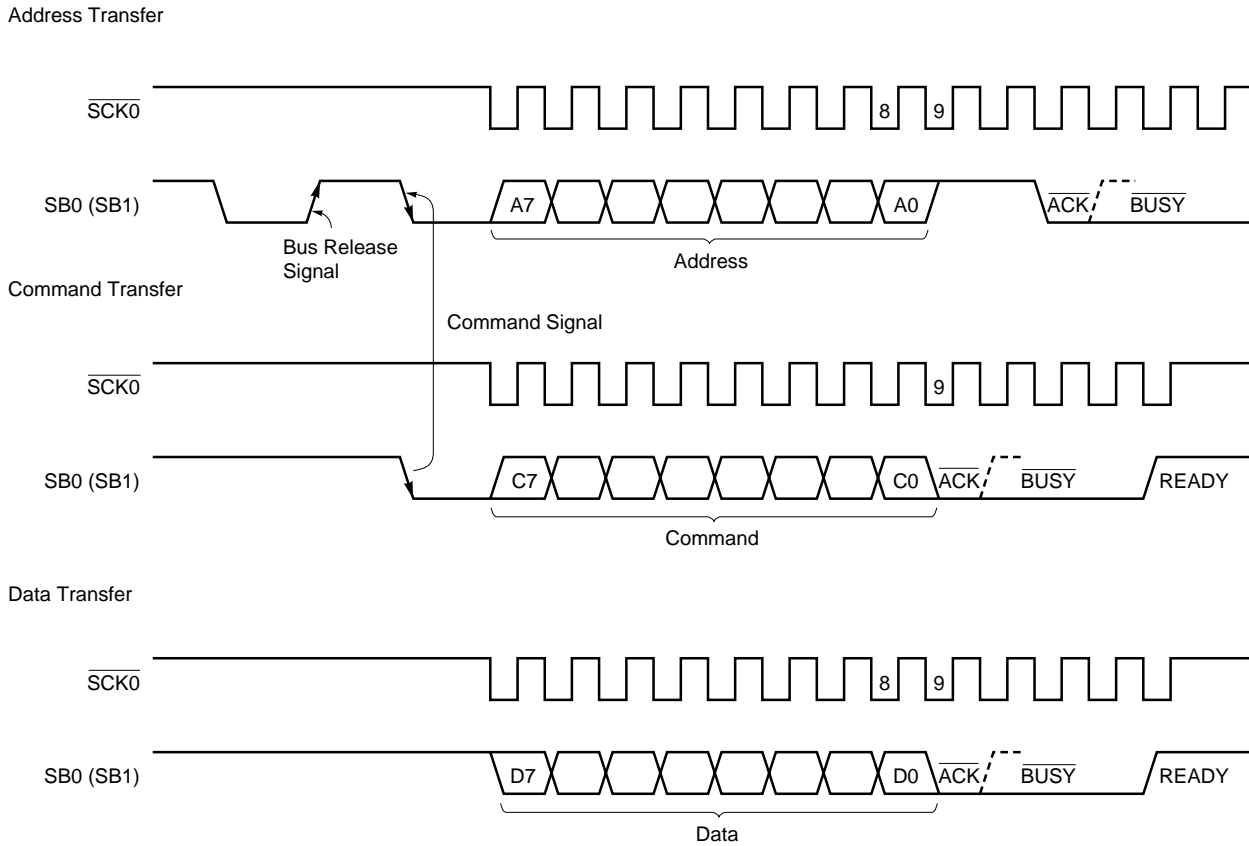 Address Transfer
SCK0
8 9
SB0 (SB1)
A7 A0 ACK BUSY
Bus Release
Signal
Address
Command Transfer
Command Signal
SCK0
9
SB0 (SB1)
C7 C0 ACK BUSY READY
Command
Data Transfer
SCK0
8 9
SB0 (SB1)
D7 D0 ACK BUSY READY
Data